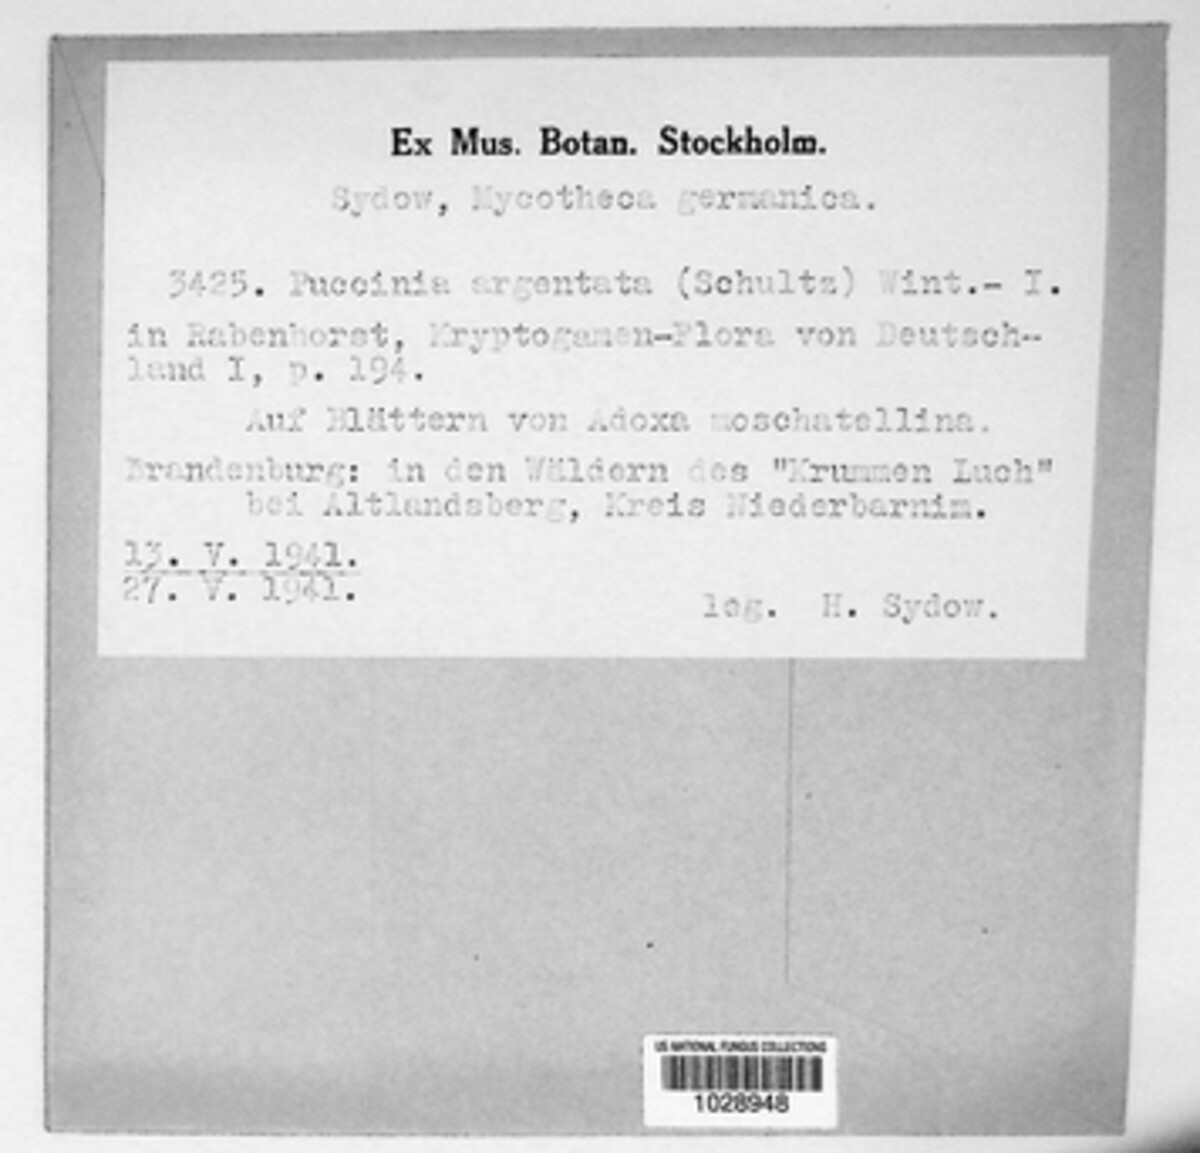 Ex Mus. Botan. Stockholm.
Sydow, Mycotheca germanica.
3425. Puccinia argentata (Schultz) Wint.- I.
in Rabenhorst, Kryptogamen-Flora von Deutsch-
land I, p. 194.
Auf Blättern von Adoxa moschatellina.
Brandenburg: in den Wäldern des "Krummen Luch"
bei Altlandsberg, Kreis Niederbarnim.
13. V. 1941.
27. V. 1941.
leg. H. Sydow.
US NATIONAL FUNGUS COLLECTIONS
1028948